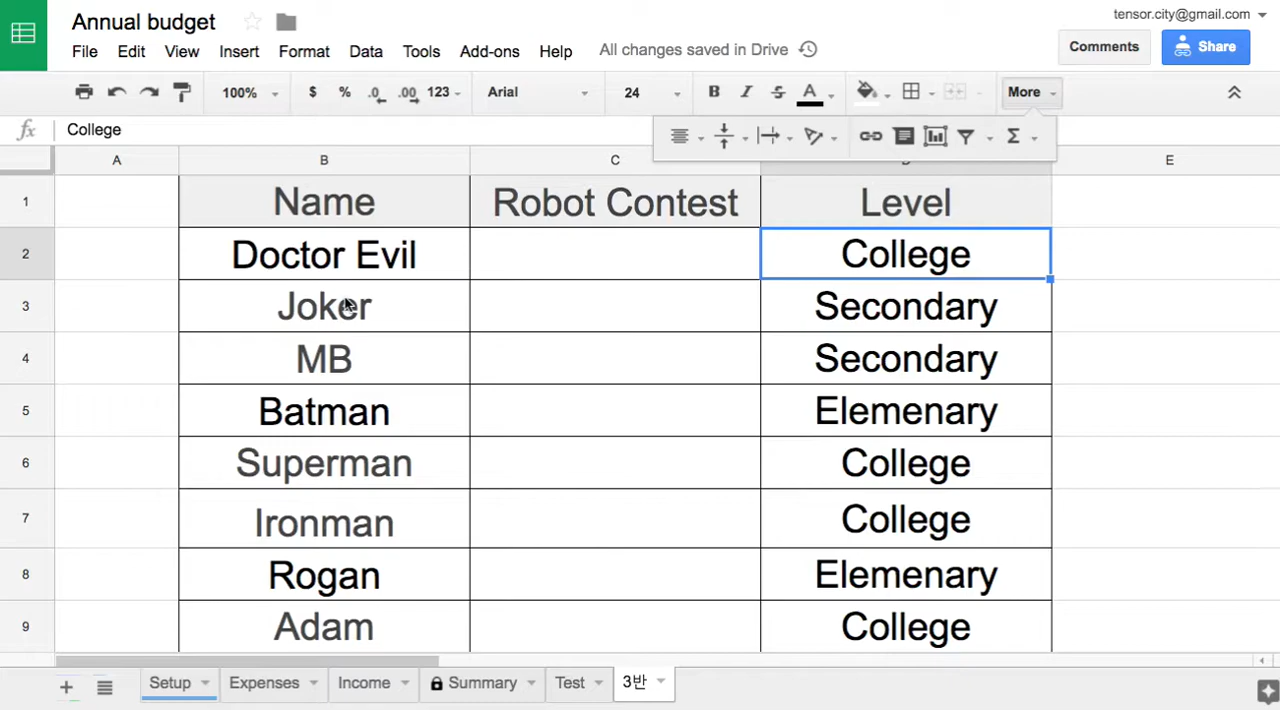 Annual budget
tensor.city@gmail.com
File Edit View Insert Format Data Tools Add-ons Help All changes saved in Drive
Comments Share
100% $ % .0 .00 123 Arial 24 B I S A More
fx College
A B C E
1 Name Robot Contest Level
2 Doctor Evil College
3 Joker Secondary
4 MB Secondary
5 Batman Elemenary
6 Superman College
7 Ironman College
8 Rogan Elemenary
9 Adam College
Setup Expenses Income Summary Test 3반